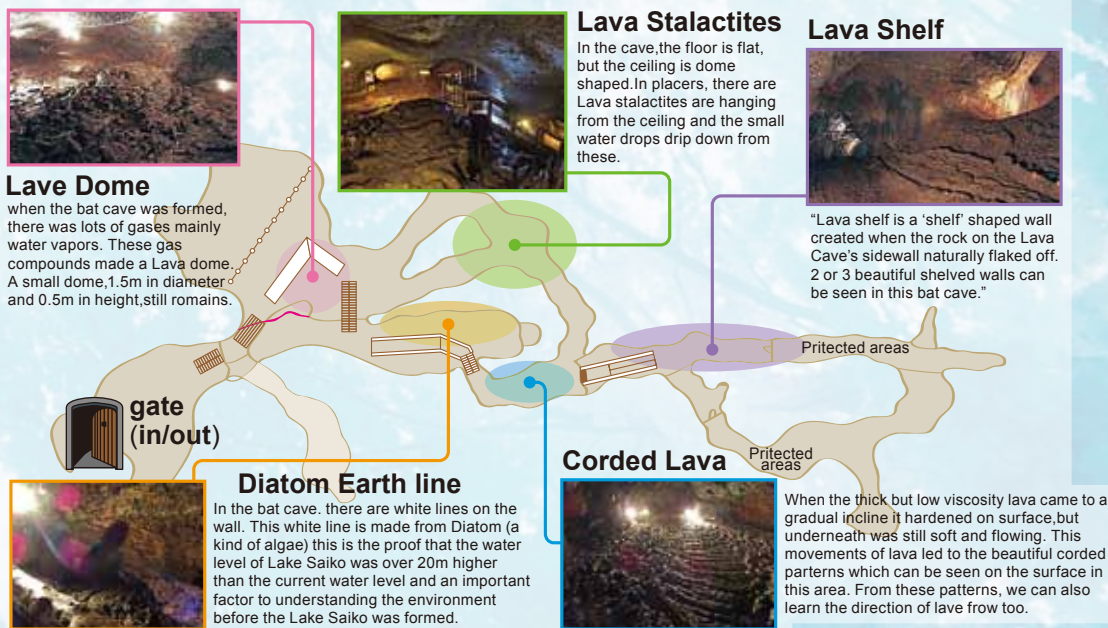 Lave Dome
when the bat cave was formed,
there was lots of gases mainly
water vapors. These gas
compounds made a Lava dome.
A small dome,1.5m in diameter
and 0.5m in height,still remains.
Lava Stalactites
In the cave,the floor is flat,
but the ceiling is dome
shaped.In placers, there are
Lava stalactites are hanging
from the ceiling and the small
water drops drip down from
these.
Lava Shelf
“Lava shelf is a ‘shelf’ shaped wall
created when the rock on the Lava
Cave’s sidewall naturally flaked off.
2 or 3 beautiful shelved walls can
be seen in this bat cave.”
Pritected areas
Pritected
areas
gate
(in/out)
Diatom Earth line
In the bat cave. there are white lines on the
wall. This white line is made from Diatom (a
kind of algae) this is the proof that the water
level of Lake Saiko was over 20m higher
than the current water level and an important
factor to understanding the environment
before the Lake Saiko was formed.
Corded Lava
When the thick but low viscosity lava came to a
gradual incline it hardened on surface,but
underneath was still soft and flowing. This
movements of lava led to the beautiful corded
parterns which can be seen on the surface in
this area. From these patterns, we can also
learn the direction of lave frow too.